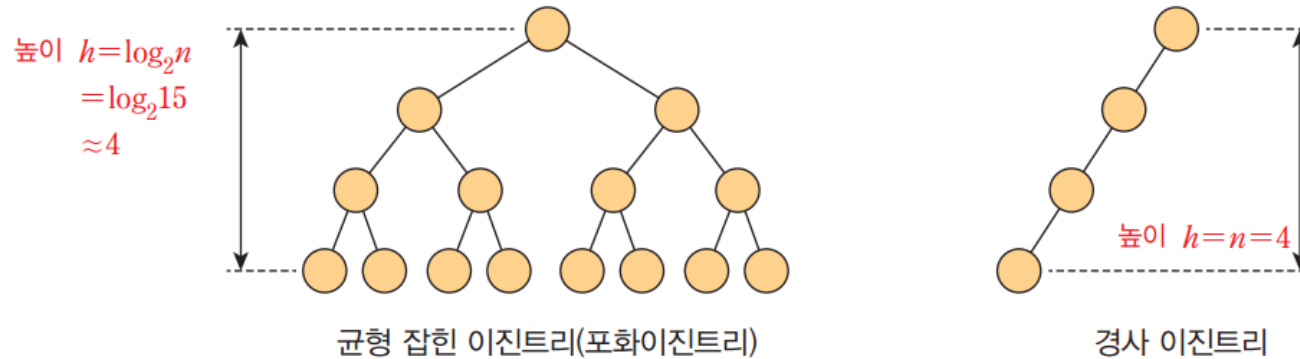 높이 h=log₂n
=log₂15
≈4
높이 h=n=4
균형 잡힌 이진트리(포화이진트리)
경사 이진트리